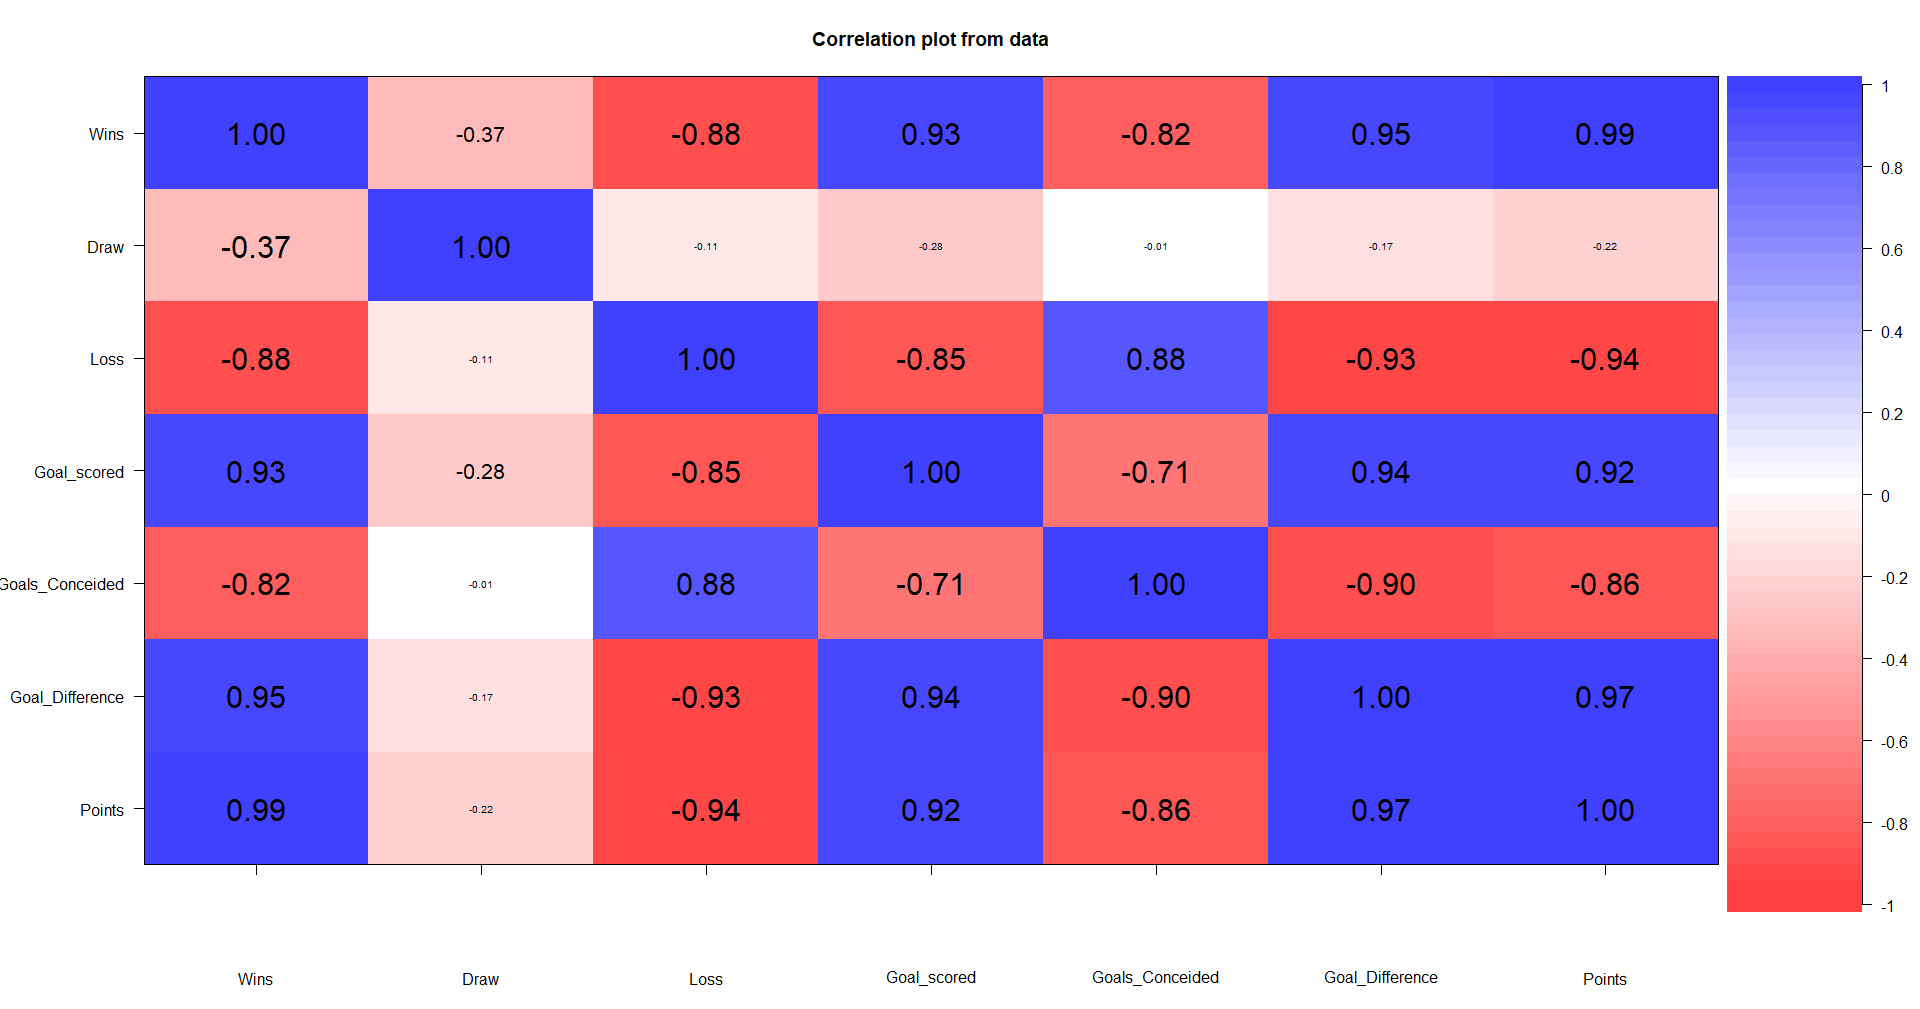 Correlation plot from data
Wins 1.00 -0.37 -0.88 0.93 -0.82 0.95 0.99
Draw -0.37 1.00 -0.11 -0.28 -0.01 -0.17 -0.22
Loss -0.88 -0.11 1.00 -0.85 0.88 -0.93 -0.94
Goal_scored 0.93 -0.28 -0.85 1.00 -0.71 0.94 0.92
Goals_Conceided -0.82 -0.01 0.88 -0.71 1.00 -0.90 -0.86
Goal_Difference 0.95 -0.17 -0.93 0.94 -0.90 1.00 0.97
Points 0.99 -0.22 -0.94 0.92 -0.86 0.97 1.00
Wins Draw Loss Goal_scored Goals_Conceided Goal_Difference Points
1
0.8
0.6
0.4
0.2
0
-0.2
-0.4
-0.6
-0.8
-1